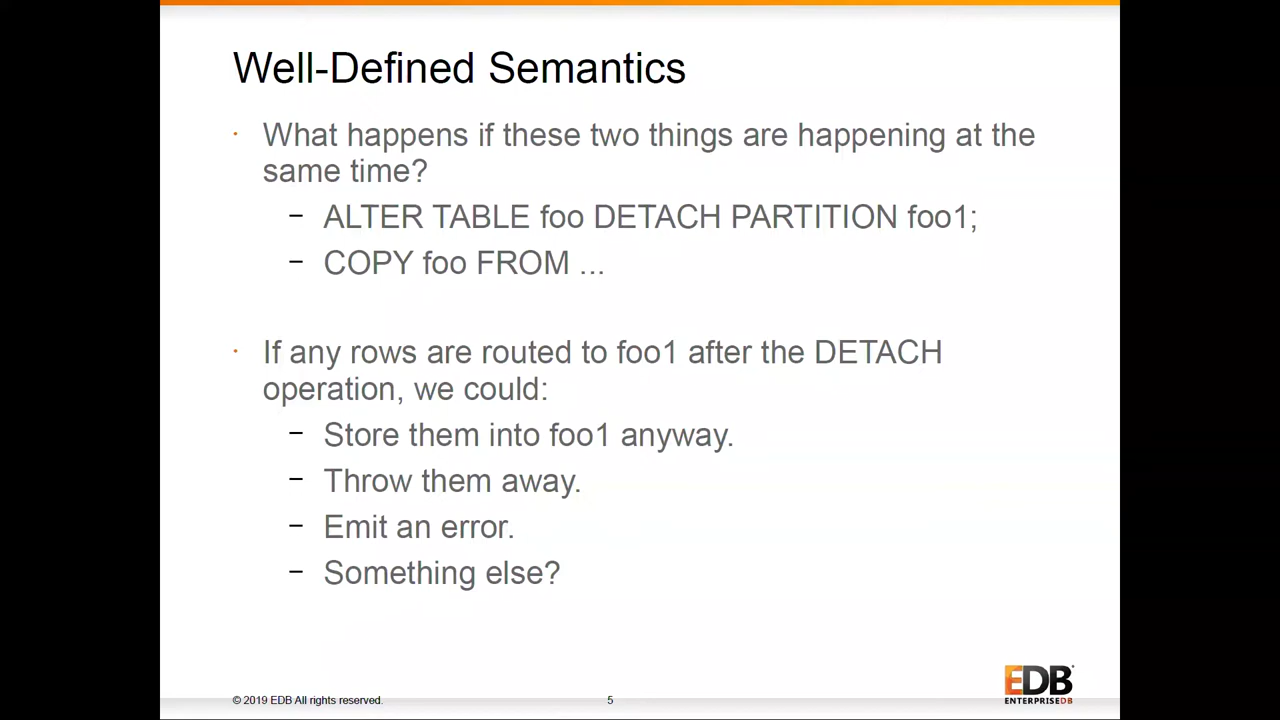 Well-Defined Semantics
· What happens if these two things are happening at the
same time?
– ALTER TABLE foo DETACH PARTITION foo1;
– COPY foo FROM ...
· If any rows are routed to foo1 after the DETACH
operation, we could:
– Store them into foo1 anyway.
– Throw them away.
– Emit an error.
– Something else?
EDB
ENTERPRISEDB
© 2019 EDB All rights reserved.
5